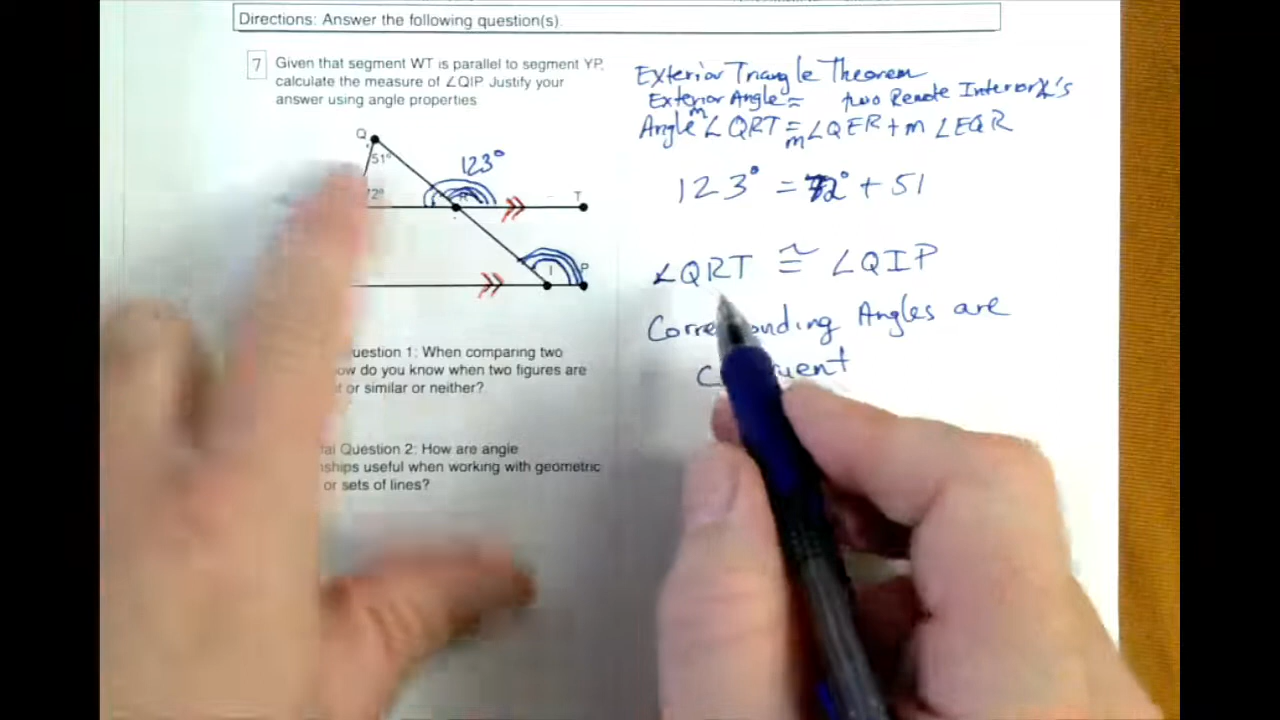 Directions: Answer the following question(s).
7 Given that segment WT is parallel to segment YP,
calculate the measure of ∠QIP. Justify your
answer using angle properties
Q
51°
123°
2°
R
T
I
P
uestion 1: When comparing two
ow do you know when two figures are
t or similar or neither?
Question 2: How are angle
ships useful when working with geometric
or sets of lines?
Exterior Triangle Theorem
Exterior Angle = two Remote Interior ∠'s
Angle m∠QRT = m∠QER + m∠EQR
123° = 72° + 51
∠QRT ≅ ∠QIP
Angles are